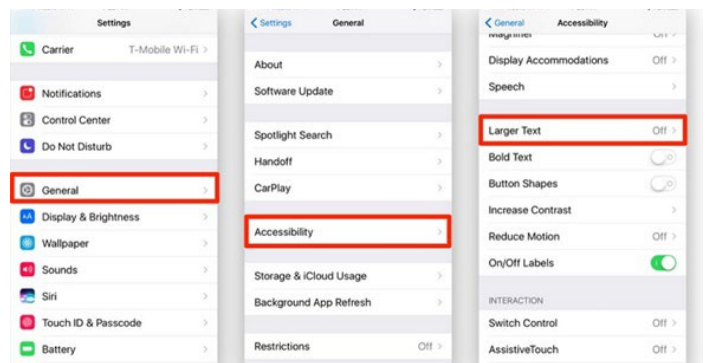 Settings
Carrier T-Mobile Wi-Fi
Notifications
Control Center
Do Not Disturb
General
AA Display & Brightness
Wallpaper
Sounds
Siri
Touch ID & Passcode
Battery
Settings General
About
Software Update
Spotlight Search
Handoff
CarPlay
Accessibility
Storage & iCloud Usage
Background App Refresh
Restrictions Off
General Accessibility
Magnifier Off
Display Accommodations Off
Speech
Larger Text Off
Bold Text
Button Shapes
Increase Contrast
Reduce Motion Off
On/Off Labels
INTERACTION
Switch Control Off
AssistiveTouch Off